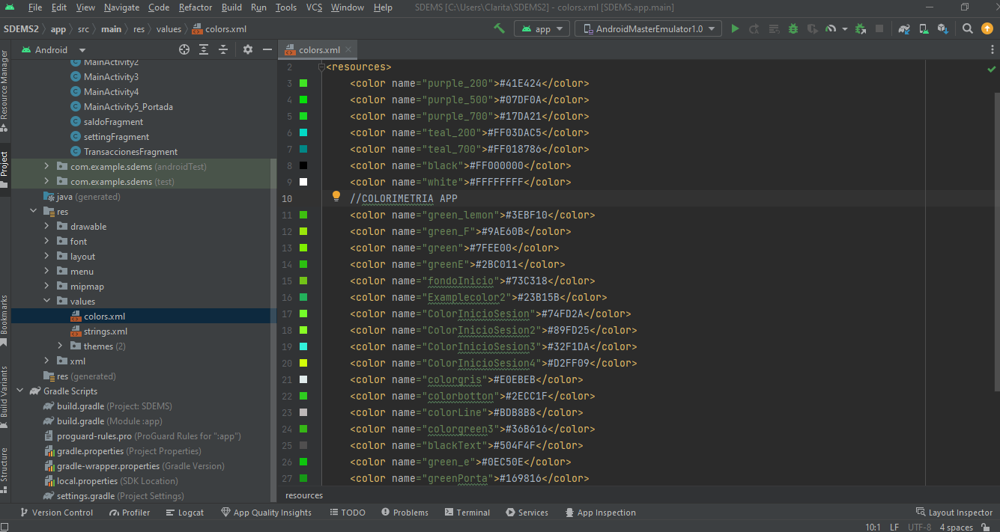 File Edit View Navigate Code Refactor Build Run Tools VCS Window Help SDEMS [C:\Users\Clarita\SDEMS2] - colors.xml [SDEMS.app.main]
SDEMS2 app src main res values colors.xml app AndroidMasterEmulator1.0
Android
colors.xml
Resource Manager
Project
Bookmarks
Build Variants
Structure
MainActivity2
MainActivity3
MainActivity4
MainActivity5_Portada
saldoFragment
settingFragment
TransaccionesFragment
com.example.sdems (androidTest)
com.example.sdems (test)
java (generated)
res
drawable
font
layout
menu
mipmap
values
colors.xml
strings.xml
themes (2)
xml
res (generated)
Gradle Scripts
build.gradle (Project: SDEMS)
build.gradle (Module :app)
proguard-rules.pro (ProGuard Rules for ":app")
gradle.properties (Project Properties)
gradle-wrapper.properties (Gradle Version)
local.properties (SDK Location)
settings.gradle (Project Settings)
2 <resources>
3 <color name="purple_200">#41E424</color>
4 <color name="purple_500">#07DF0A</color>
5 <color name="purple_700">#17DA21</color>
6 <color name="teal_200">#FF03DAC5</color>
7 <color name="teal_700">#FF018786</color>
8 <color name="black">#FF000000</color>
9 <color name="white">#FFFFFFFF</color>
10 //COLORIMETRIA APP
11 <color name="green_lemon">#3EBF10</color>
12 <color name="green_F">#9AE60B</color>
13 <color name="green">#7FEE00</color>
14 <color name="greenE">#2BC011</color>
15 <color name="fondoInicio">#73C318</color>
16 <color name="Examplecolor2">#23B15B</color>
17 <color name="ColorInicioSesion">#74FD2A</color>
18 <color name="ColorInicioSesion2">#89FD25</color>
19 <color name="ColorInicioSesion3">#32F1DA</color>
20 <color name="ColorInicioSesion4">#D2FF09</color>
21 <color name="colorgris">#E0EBEB</color>
22 <color name="colorbotton">#2ECC1F</color>
23 <color name="colorLine">#BDB8B8</color>
24 <color name="colorgreen3">#36B616</color>
25 <color name="blackText">#504F4F</color>
26 <color name="green_e">#0EC50E</color>
27 <color name="greenPorta">#169816</color>
resources
Version Control Profiler Logcat App Quality Insights TODO Problems Terminal Services App Inspection Layout Inspector
10:1 LF UTF-8 4 spaces